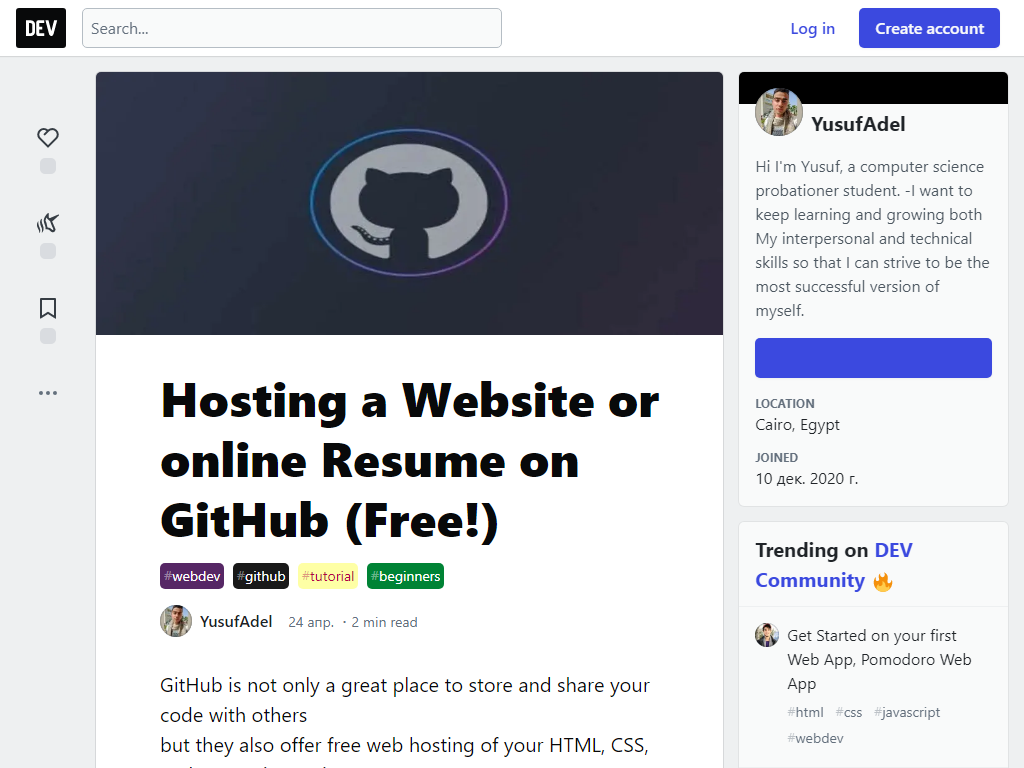 DEV
Search...
Log in
Create account
Hosting a Website or
online Resume on
GitHub (Free!)
#webdev #github #tutorial #beginners
YusufAdel 24 апр. · 2 min read
GitHub is not only a great place to store and share your
code with others
but they also offer free web hosting of your HTML, CSS,
YusufAdel
Hi I'm Yusuf, a computer science
probationer student. -I want to
keep learning and growing both
My interpersonal and technical
skills so that I can strive to be the
most successful version of
myself.
LOCATION
Cairo, Egypt
JOINED
10 дек. 2020 г.
Trending on DEV
Community 🔥
Get Started on your first
Web App, Pomodoro Web
App
#html #css #javascript
#webdev